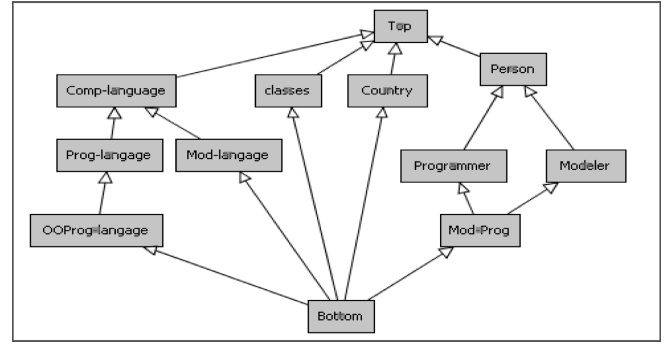 Top
Person
Comp-language
classes
Country
Prog-langage
Mod-langage
Programmer
Modeler
OOProg-langage
Mod-Prog
Bottom